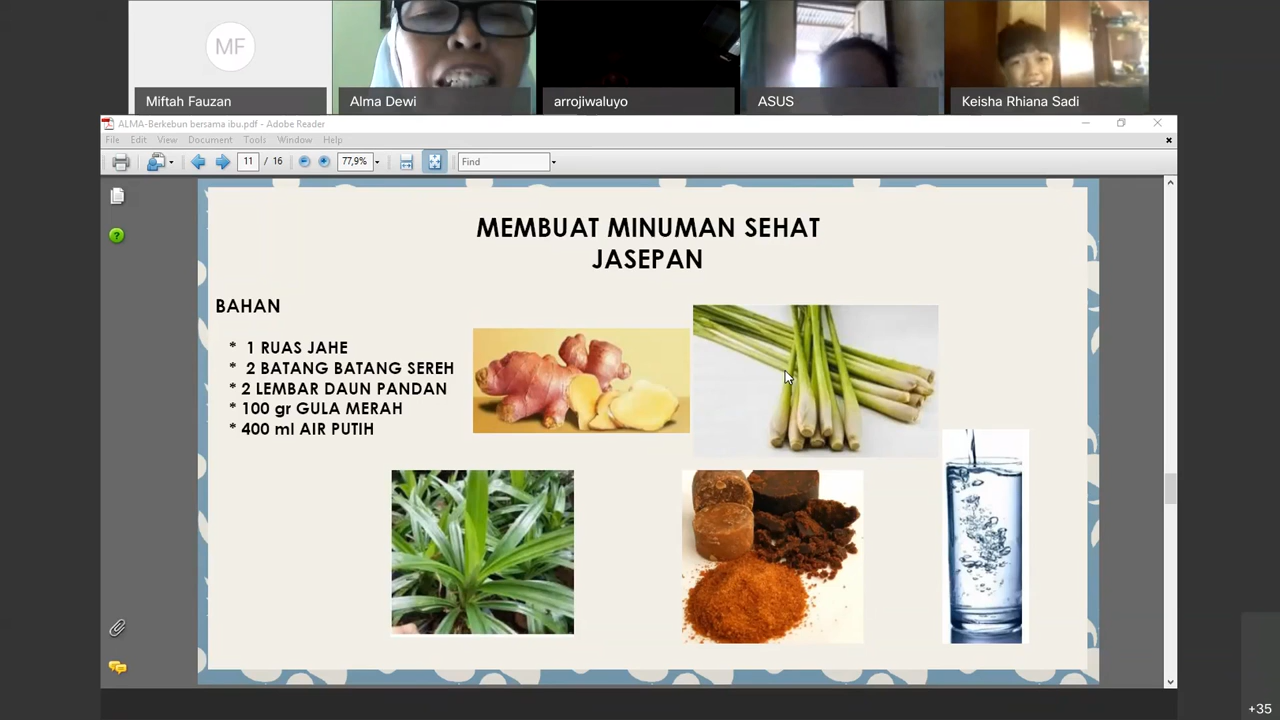 MF
Miftah Fauzan
Alma Dewi
arrojiwaluyo
ASUS
Keisha Rhiana Sadi
ALMA-Berkebun bersama ibu.pdf - Adobe Reader
File Edit View Document Tools Window Help
11 / 16 77,9% Find
MEMBUAT MINUMAN SEHAT
JASEPAN
BAHAN
* 1 RUAS JAHE
* 2 BATANG BATANG SEREH
* 2 LEMBAR DAUN PANDAN
* 100 gr GULA MERAH
* 400 ml AIR PUTIH
+35